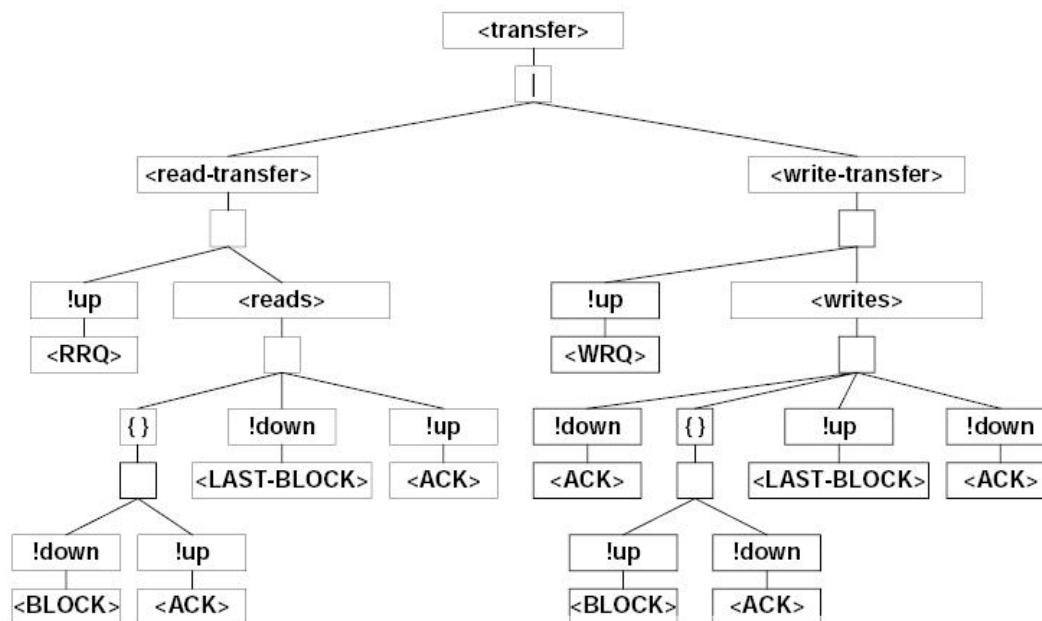 <transfer>
|
<read-transfer> <write-transfer>
!up <reads> !up <writes>
<RRQ> <WRQ>
{ } !down !up !down { } !up !down
<LAST-BLOCK> <ACK> <ACK> <LAST-BLOCK> <ACK>
!down !up !up !down
<BLOCK> <ACK> <BLOCK> <ACK>